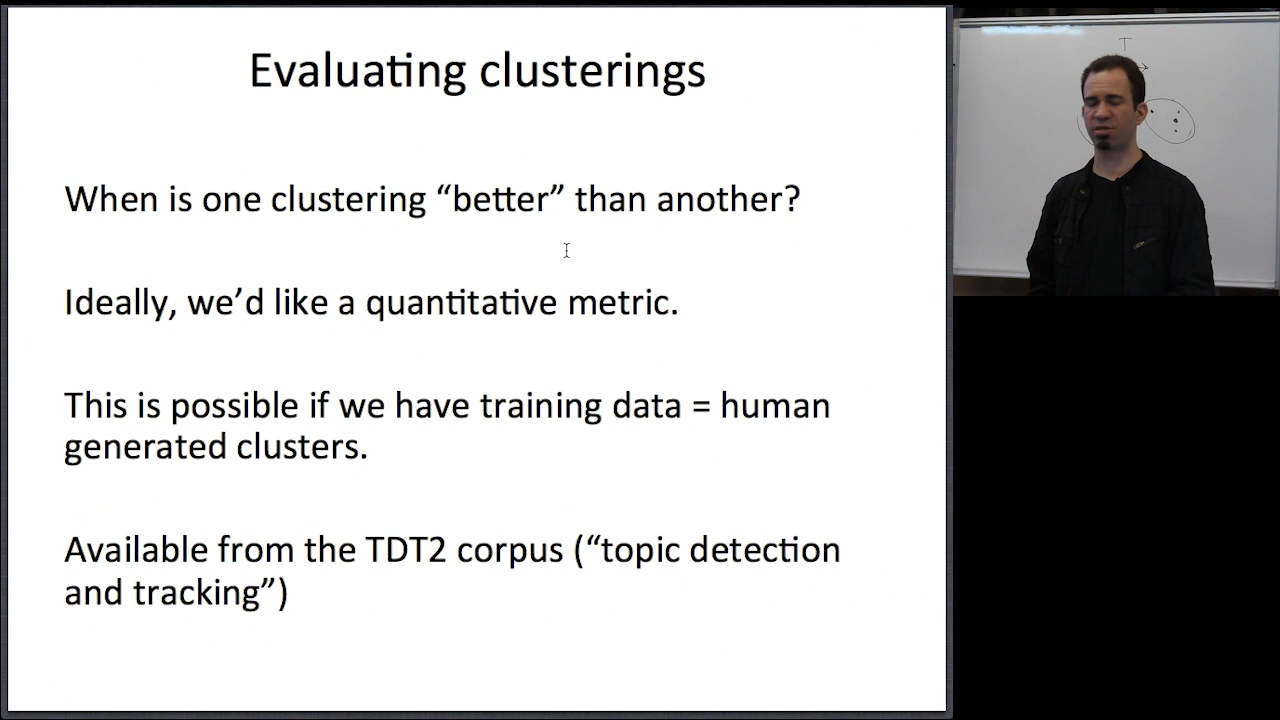 Evaluating clusterings
When is one clustering “better” than another?
Ideally, we’d like a quantitative metric.
This is possible if we have training data = human
generated clusters.
Available from the TDT2 corpus (“topic detection
and tracking”)
T